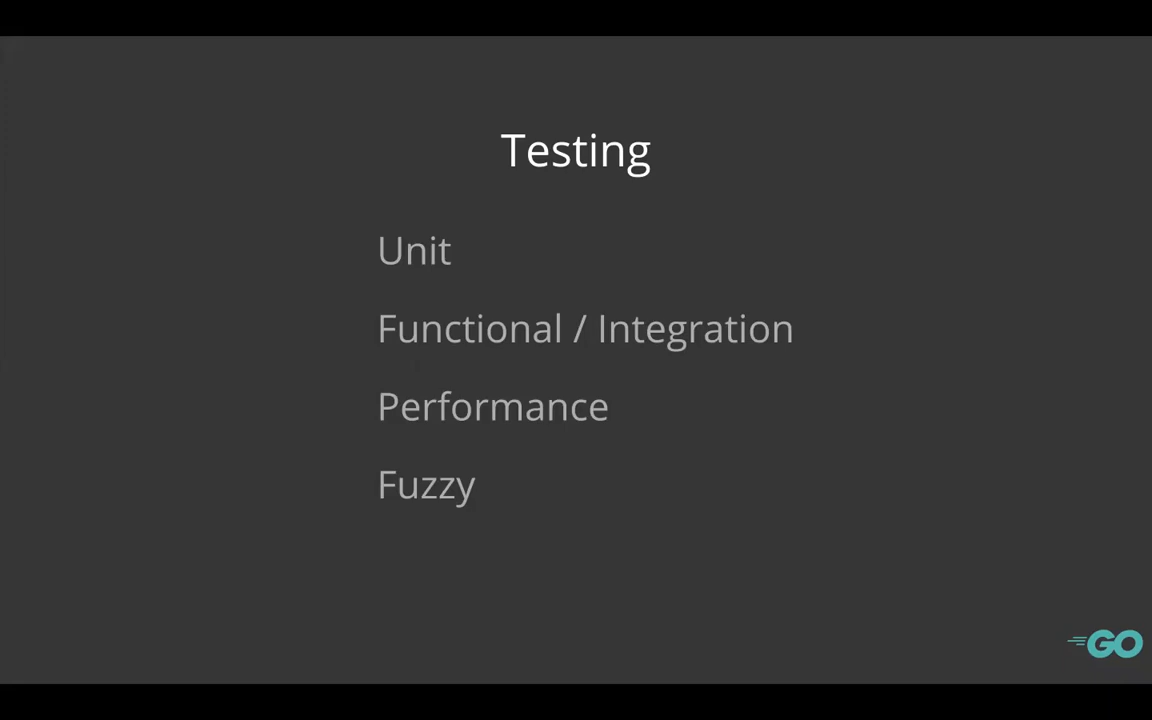 Testing
Unit
Functional / Integration
Performance
Fuzzy
GO